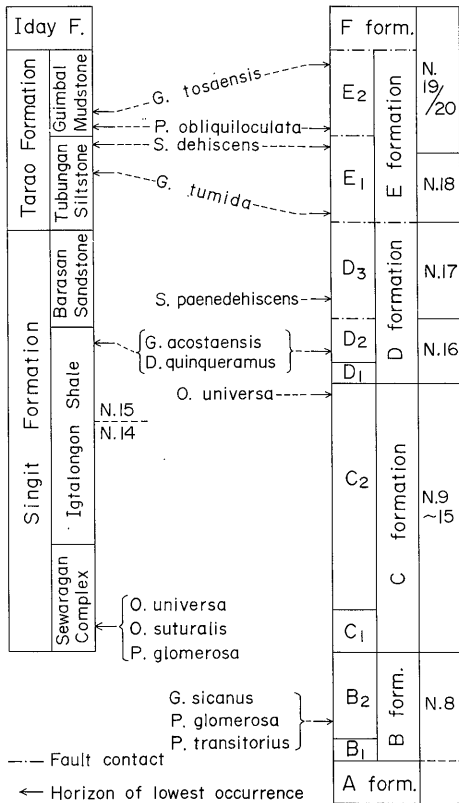 Iday F.
Tarao Formation
Guimbal
Mudstone
Tubungan
Siltstone
Singit Formation
Barasan
Sandstone
Igtalongon Shale
N.15
N.14
Sewaragan
Complex
G. tosaensis
P. obliquiloculata
S. dehiscens
G. tumida
S. paenedehiscens
G. acostaensis
D. quinqueramus
O. universa
O. universa
O. suturalis
P. glomerosa
G. sicanus
P. glomerosa
P. transitorius
F form.
E2
E1
E formation
N.
19
/20
N.18
D3
D2
D1
D formation
N.17
N.16
C2
C1
C formation
N.9
~15
B2
B1
B form.
N.8
A form.
Fault contact
Horizon of lowest occurrence